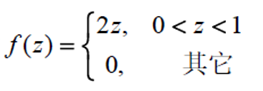 f(z) = { 2z, 0 < z < 1
0, 其它